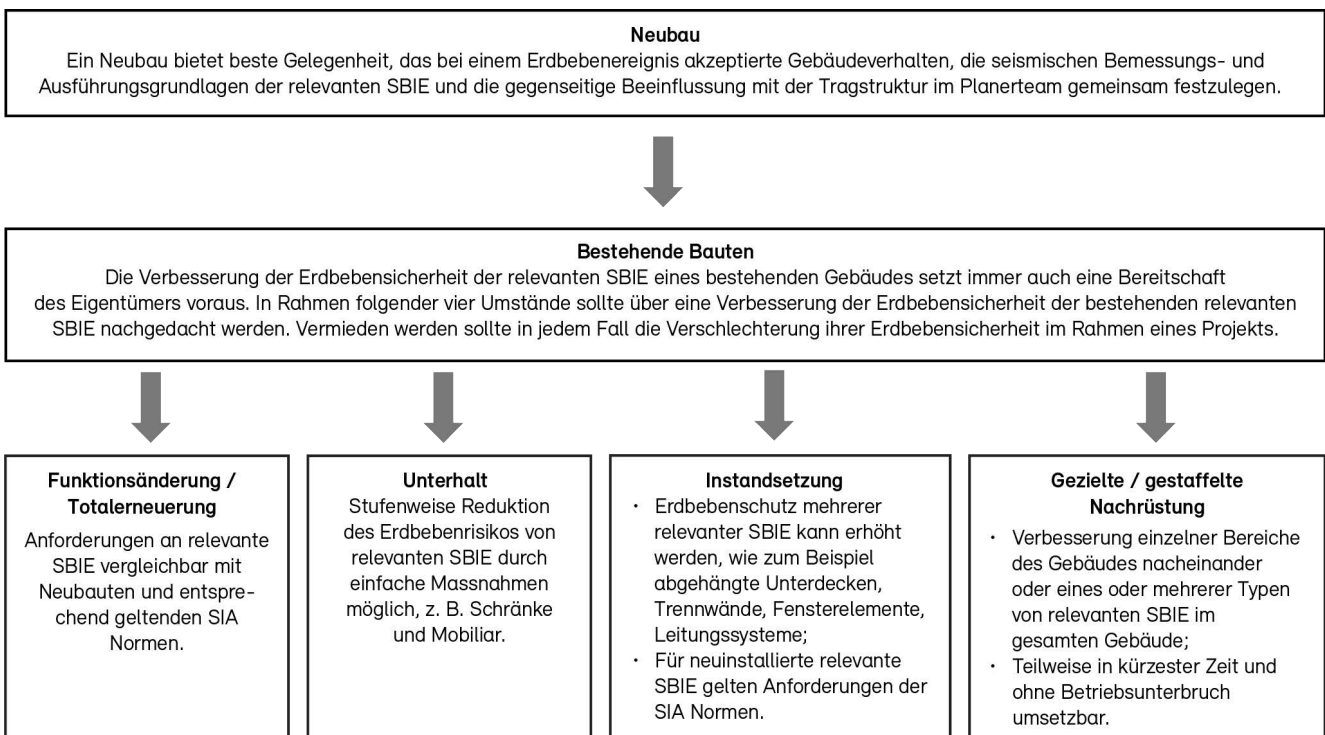 Neubau
Ein Neubau bietet beste Gelegenheit, das bei einem Erdbebenereignis akzeptierte Gebäudeverhalten, die seismischen Bemessungs- und
Ausführungsgrundlagen der relevanten SBIE und die gegenseitige Beeinflussung mit der Tragstruktur im Planerteam gemeinsam festzulegen.
Bestehende Bauten
Die Verbesserung der Erdbebensicherheit der relevanten SBIE eines bestehenden Gebäudes setzt immer auch eine Bereitschaft
des Eigentümers voraus. In Rahmen folgender vier Umstände sollte über eine Verbesserung der Erdbebensicherheit der bestehenden relevanten
SBIE nachgedacht werden. Vermieden werden sollte in jedem Fall die Verschlechterung ihrer Erdbebensicherheit im Rahmen eines Projekts.
Funktionsänderung /
Totalerneuerung
Anforderungen an relevante
SBIE vergleichbar mit
Neubauten und entspre-
chend geltenden SIA
Normen.
Unterhalt
Stufenweise Reduktion
des Erdbebenrisikos von
relevanten SBIE durch
einfache Massnahmen
möglich, z. B. Schränke
und Mobiliar.
Instandsetzung
• Erdbebenschutz mehrerer
relevanter SBIE kann erhöht
werden, wie zum Beispiel
abgehängte Unterdecken,
Trennwände, Fensterelemente,
Leitungssysteme;
• Für neuinstallierte relevante
SBIE gelten Anforderungen der
SIA Normen.
Gezielte / gestaffelte
Nachrüstung
• Verbesserung einzelner Bereiche
des Gebäudes nacheinander
oder eines oder mehrerer Typen
von relevanten SBIE im
gesamten Gebäude;
• Teilweise in kürzester Zeit und
ohne Betriebsunterbruch
umsetzbar.